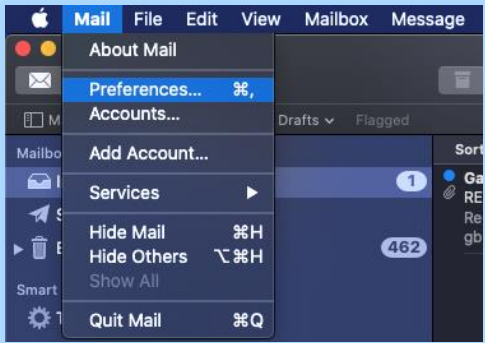 Mail File Edit View Mailbox Message
About Mail
Preferences... ⌘,
Accounts...
Drafts Flagged
Add Account...
Services
Hide Mail ⌘H
Hide Others ⌥⌘H
Show All
Quit Mail ⌘Q
Mailbo
1
462
Smart
Sort
Ga
RE
Re
gb